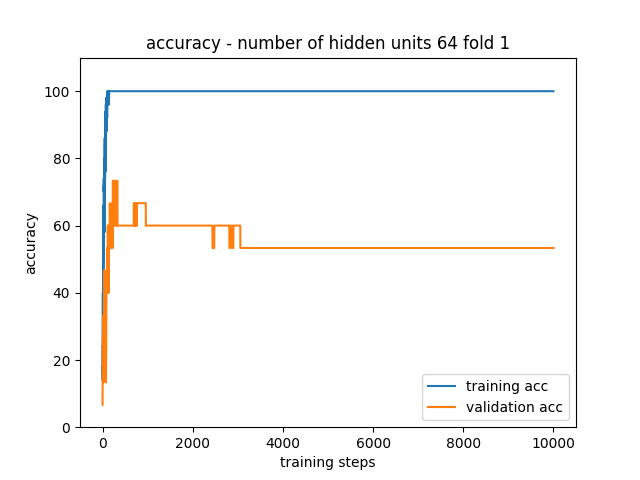 accuracy - number of hidden units 64 fold 1
100
80
60
40
20
0
accuracy
0 2000 4000 6000 8000 10000
training steps
training acc
validation acc